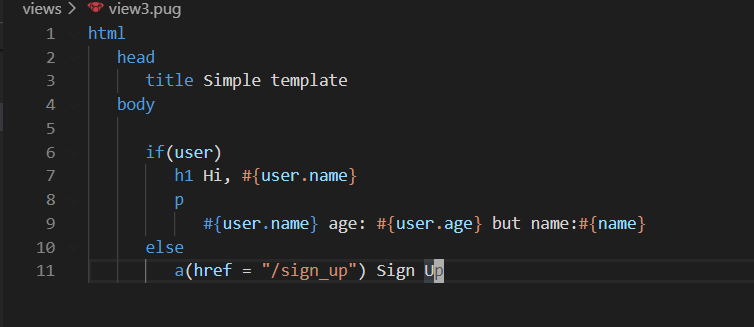 views > view3.pug
1 html
2 head
3 title Simple template
4 body
5
6 if(user)
7 h1 Hi, #{user.name}
8 p
9 #{user.name} age: #{user.age} but name:#{name}
10 else
11 a(href = "/sign_up") Sign Up